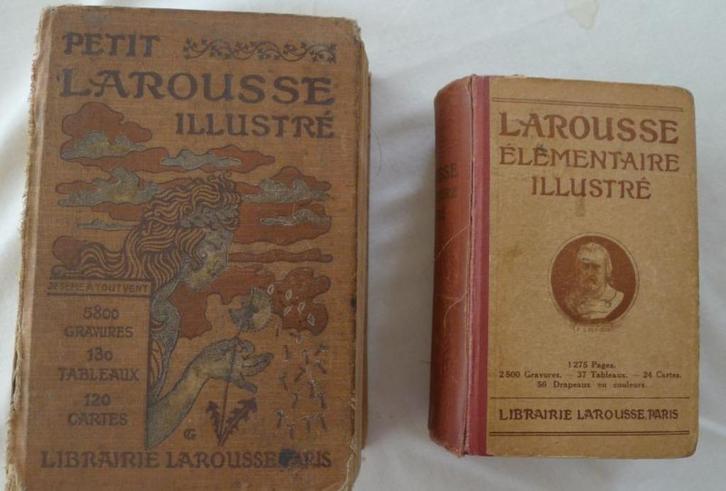 PETIT
LAROUSSE
ILLUSTRÉ
JE SEME A TOUT VENT
5800
GRAVURES
130
TABLEAUX
120
CARTES
LIBRAIRIE LAROUSSE PARIS
LAROUSSE
ÉLÉMENTAIRE
ILLUSTRÉ
1275 Pages.
2500 Gravures. — 37 Tableaux. — 24 Cartes.
56 Drapeaux en couleurs.
LIBRAIRIE LAROUSSE, PARIS